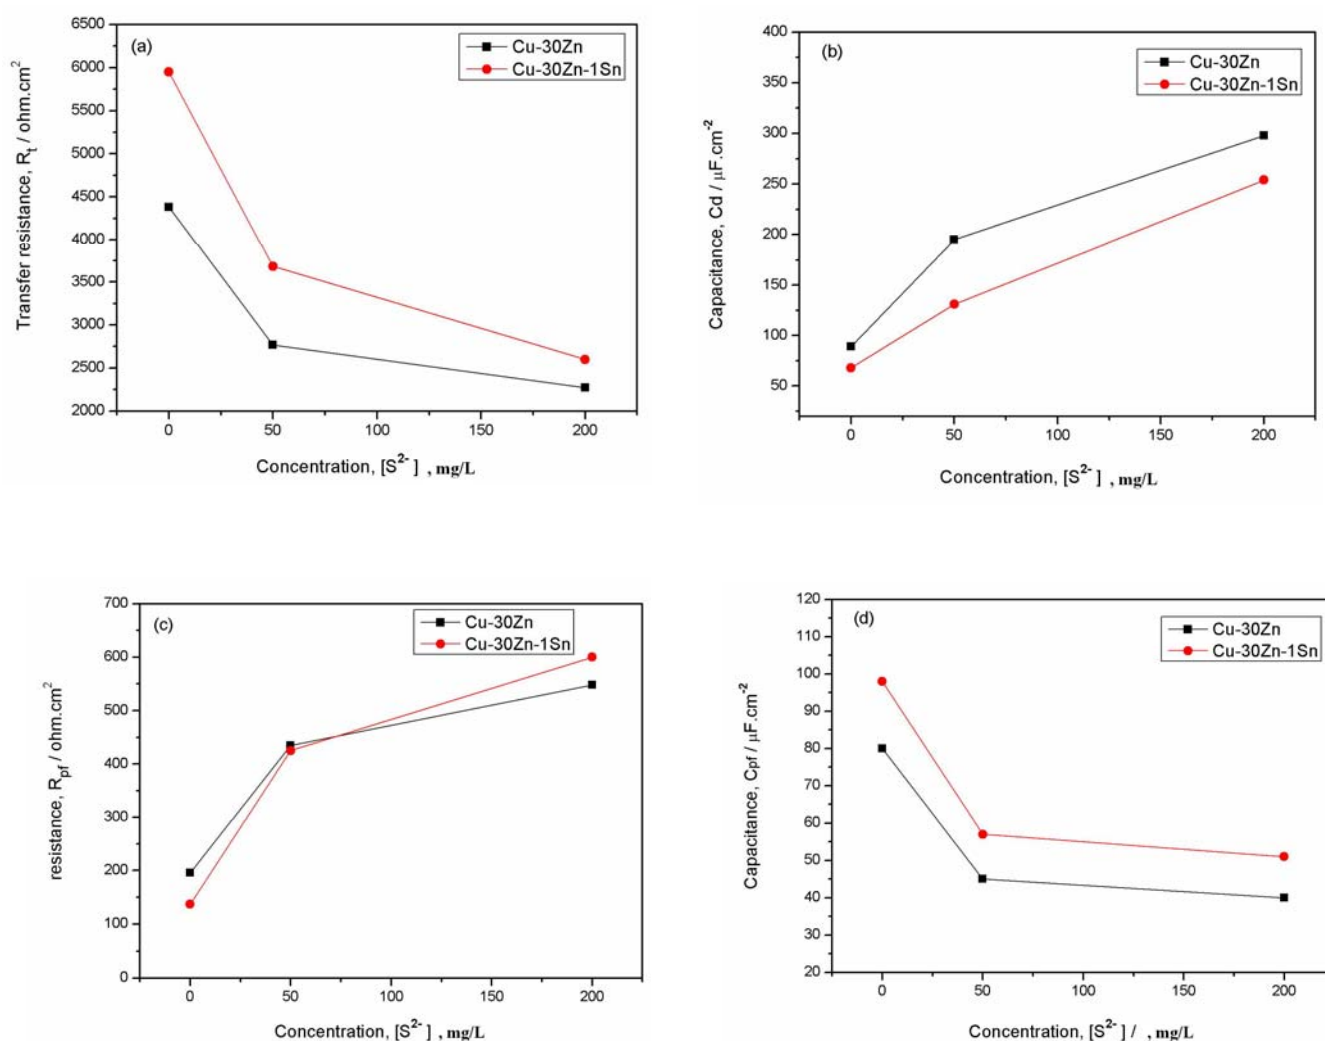 (a)
Cu-30Zn
Cu-30Zn-1Sn
Transfer resistance, Rt / ohm.cm²
6500
6000
5500
5000
4500
4000
3500
3000
2500
2000
0 50 100 150 200
Concentration, [S²⁻] , mg/L
(b)
Cu-30Zn
Cu-30Zn-1Sn
Capacitance, Cd / μF.cm⁻²
400
350
300
250
200
150
100
50
0 50 100 150 200
Concentration, [S²⁻] , mg/L
(c)
Cu-30Zn
Cu-30Zn-1Sn
resistance, Rpf / ohm.cm²
700
600
500
400
300
200
100
0
0 50 100 150 200
Concentration, [S²⁻] , mg/L
(d)
Cu-30Zn
Cu-30Zn-1Sn
Capacitance, Cpf / μF.cm⁻²
120
110
100
90
80
70
60
50
40
30
20
0 50 100 150 200
Concentration, [S²⁻] / , mg/L